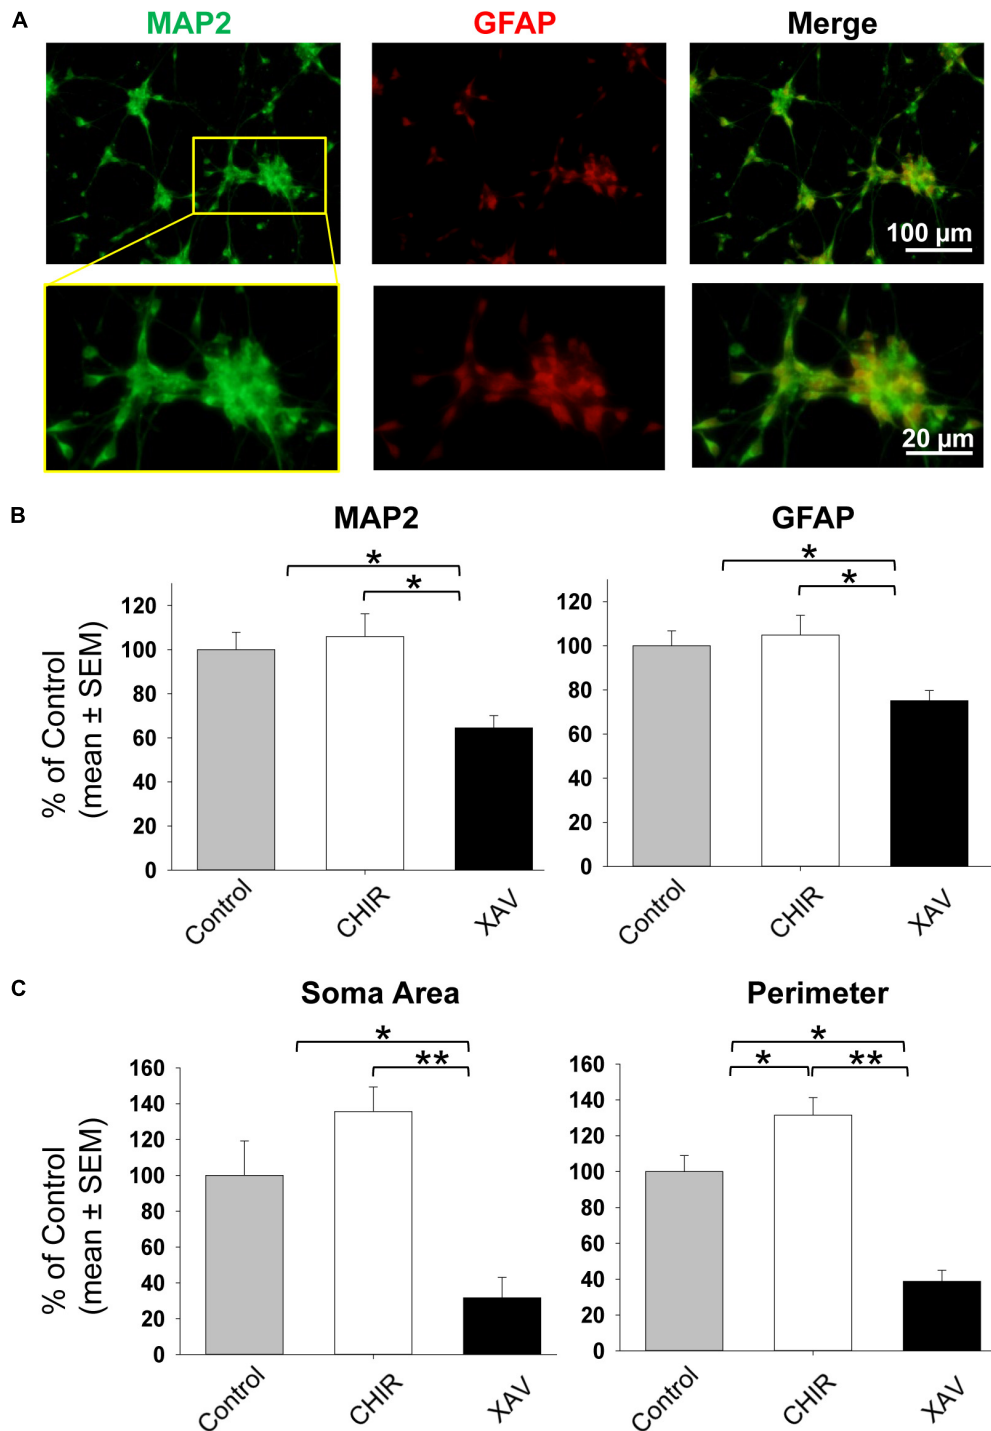 A
MAP2
GFAP
Merge
100 µm
20 µm
B
MAP2
GFAP
% of Control
(mean ± SEM)
*
*
120
100
80
60
40
20
0
Control
CHIR
XAV
*
*
120
100
80
60
40
20
0
Control
CHIR
XAV
C
Soma Area
Perimeter
% of Control
(mean ± SEM)
*
**
160
140
120
100
80
60
40
20
0
Control
CHIR
XAV
*
*
**
160
140
120
100
80
60
40
20
0
Control
CHIR
XAV